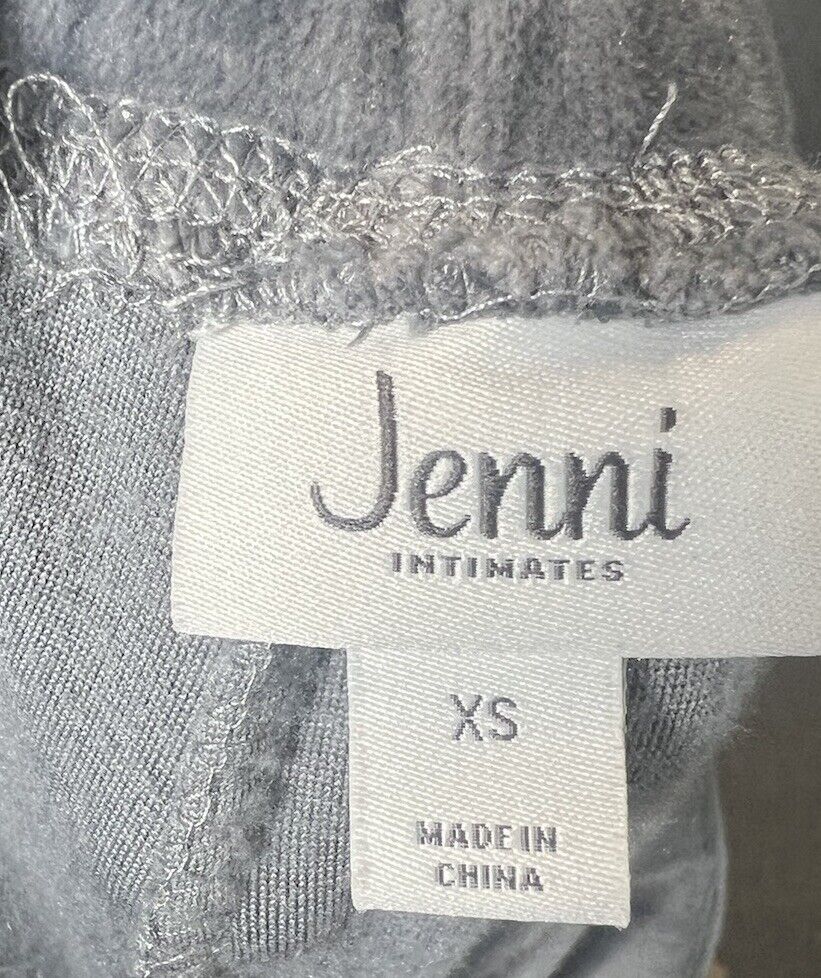 Jenni
INTIMATES
XS
MADE IN
CHINA